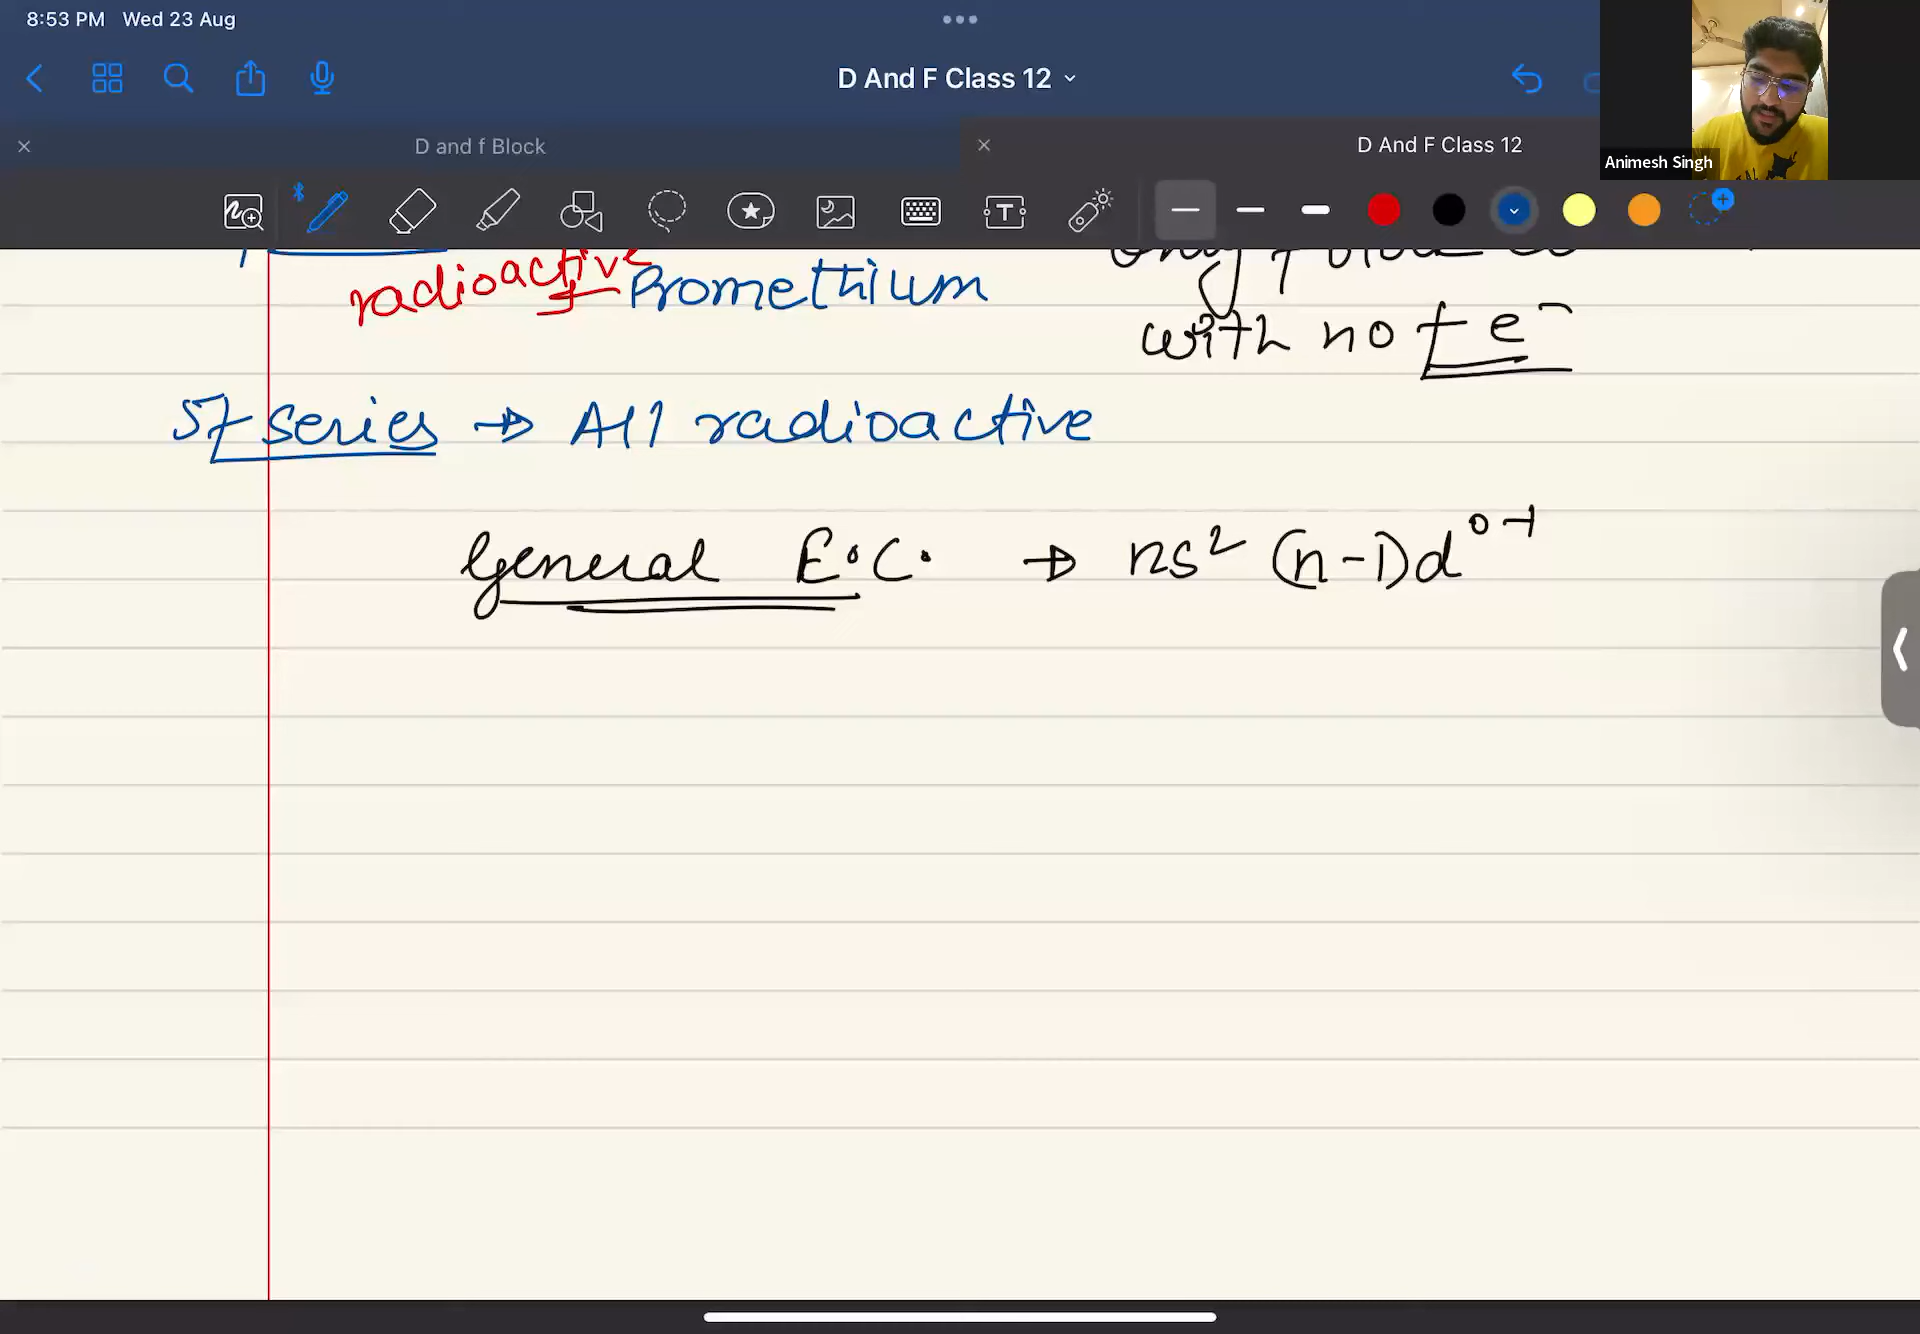 8:53 PM Wed 23 Aug
D And F Class 12
D and f Block
D And F Class 12
Animesh Singh
radioactive Promethium
with no f e⁻
5f series → All radioactive
General E.C. → ns² (n-1)d⁰⁻¹